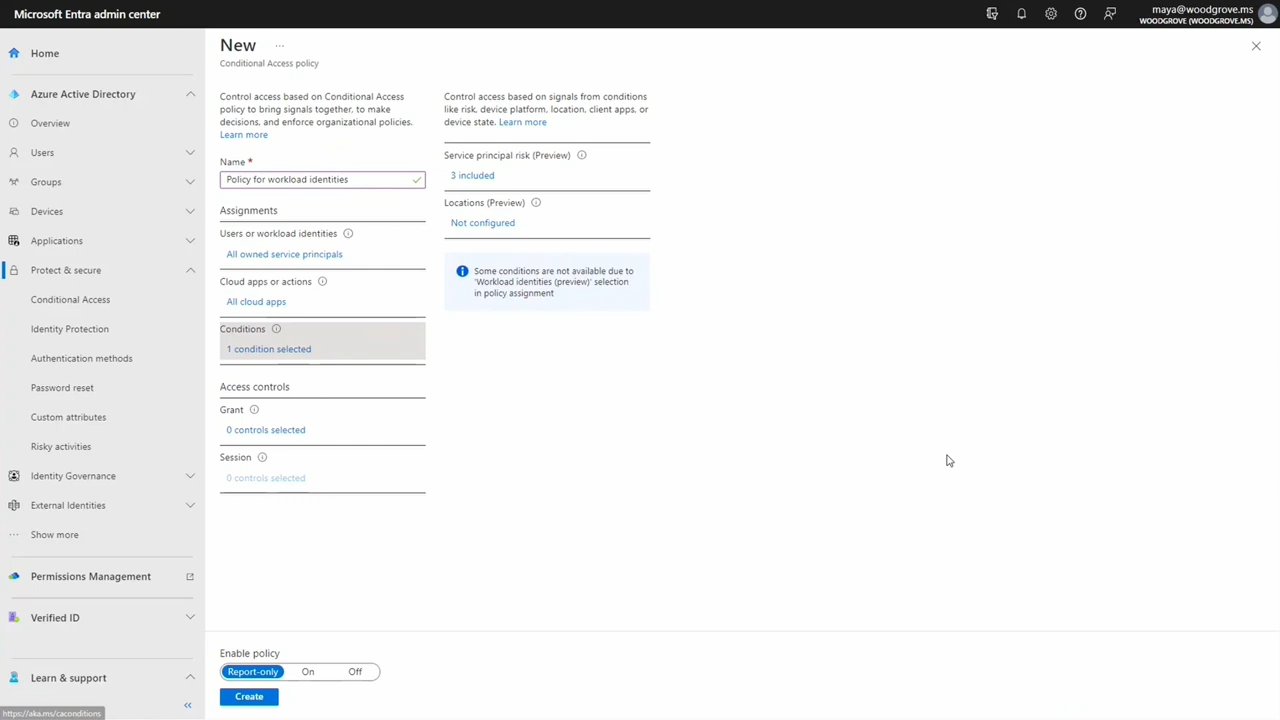 Microsoft Entra admin center
maya@woodgrove.ms
WOODGROVE (WOODGROVE.MS)
Home
Azure Active Directory
Overview
Users
Groups
Devices
Applications
Protect & secure
Conditional Access
Identity Protection
Authentication methods
Password reset
Custom attributes
Risky activities
Identity Governance
External Identities
Show more
Permissions Management
Verified ID
Learn & support
https://aka.ms/caconditions
New
Conditional Access policy
Control access based on Conditional Access
policy to bring signals together, to make
decisions, and enforce organizational policies.
Learn more
Name *
Policy for workload identities
Assignments
Users or workload identities
All owned service principals
Cloud apps or actions
All cloud apps
Conditions
1 condition selected
Access controls
Grant
0 controls selected
Session
0 controls selected
Control access based on signals from conditions
like risk, device platform, location, client apps, or
device state. Learn more
Service principal risk (Preview)
3 included
Locations (Preview)
Not configured
Some conditions are not available due to
'Workload identities (preview)' selection
in policy assignment
Enable policy
Report-only On Off
Create